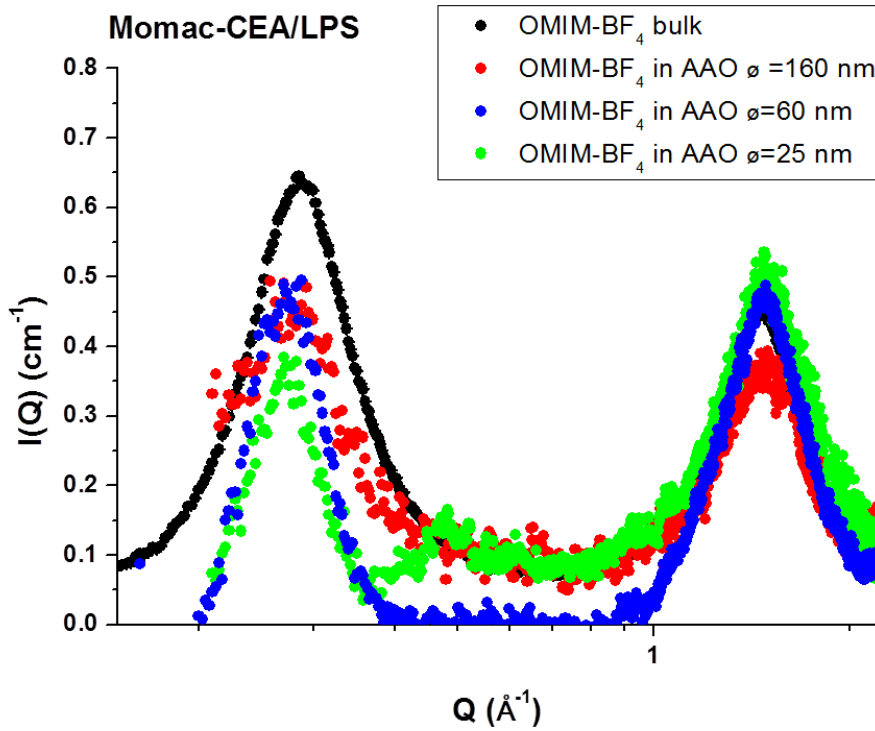 Momac-CEA/LPS
OMIM-BF4 bulk
OMIM-BF4 in AAO ø =160 nm
OMIM-BF4 in AAO ø=60 nm
OMIM-BF4 in AAO ø=25 nm
0.8
0.7
0.6
0.5
0.4
0.3
0.2
0.1
0.0
I(Q) (cm-1)
1
Q (Å-1)